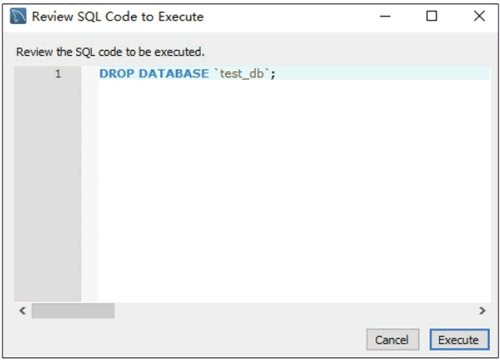 Review SQL Code to Execute
Review the SQL code to be executed.
1 DROP DATABASE `test_db`;
Cancel Execute